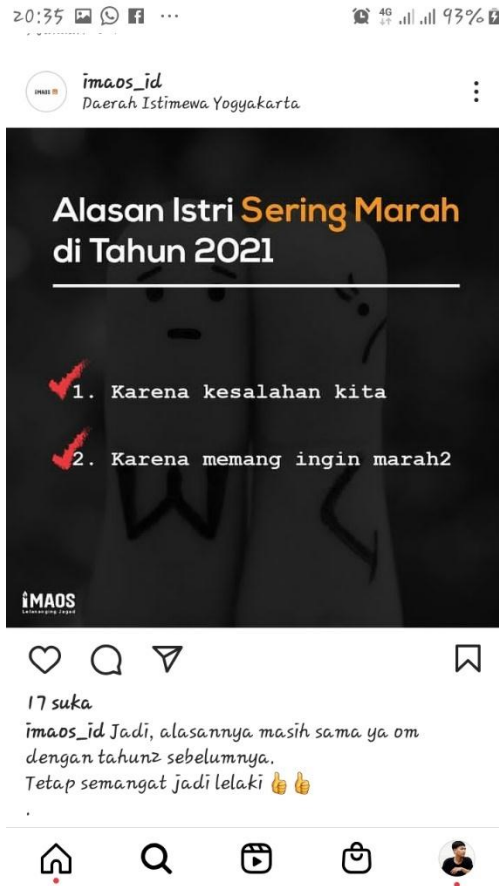 20:35
4G 93%
imaos_id
Daerah Istimewa Yogyakarta
Alasan Istri Sering Marah
di Tahun 2021
1. Karena kesalahan kita
2. Karena memang ingin marah2
iMAOS
Lelananging Jagad
17 suka
imaos_id Jadi, alasannya masih sama ya om
dengan tahun2 sebelumnya.
Tetap semangat jadi lelaki 👍👍
.